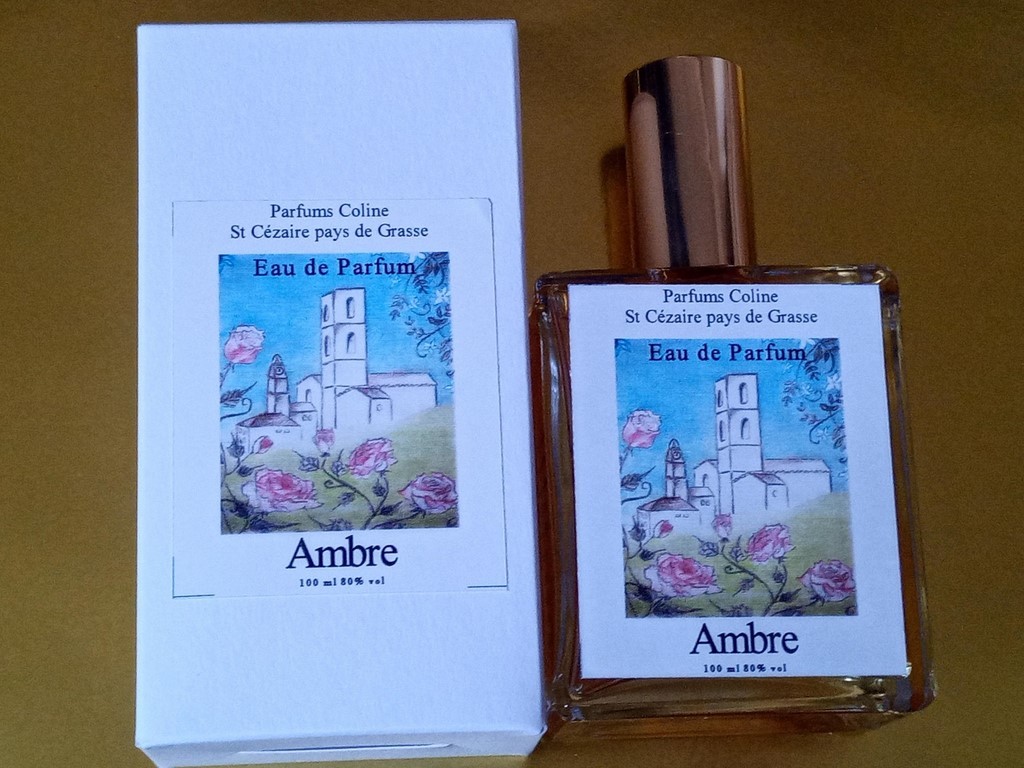 Parfums Coline
St Cézaire pays de Grasse
Eau de Parfum
Ambre
100 ml 80% vol
Parfums Coline
St Cézaire pays de Grasse
Eau de Parfum
Ambre
100 ml 80% vol